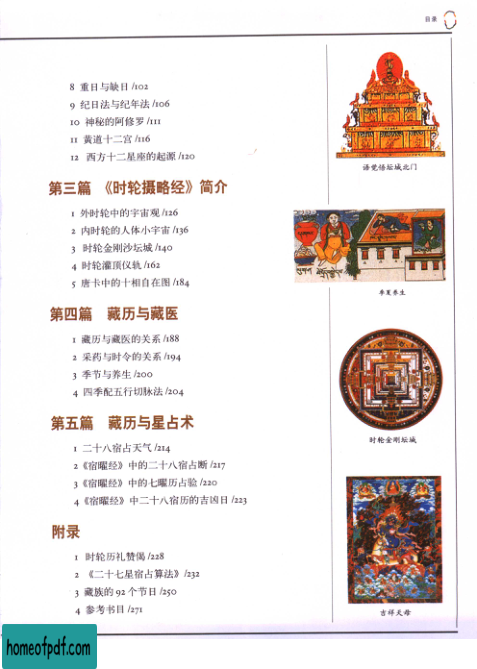 目录
8 重日与缺日 /102
9 纪日法与纪年法 /106
10 神秘的阿修罗 /111
11 黄道十二宫 /116
12 西方十二星座的起源 /120
第三篇 《时轮摄略经》简介
1 外时轮中的宇宙观 /126
2 内时轮的人体小宇宙 /136
3 时轮金刚沙坛城 /140
4 时轮灌顶仪轨 /162
5 唐卡中的十相自在图 /184
第四篇 藏历与藏医
1 藏历与藏医的关系 /188
2 采药与时令的关系 /194
3 季节与养生 /200
4 四季配五行切脉法 /204
第五篇 藏历与星占术
1 二十八宿占天气 /214
2《宿曜经》中的二十八宿占断 /217
3《宿曜经》中的七曜历占验 /220
4《宿曜经》中二十八宿历的吉凶日 /223
附录
1 时轮历礼赞偈 /228
2 《二十七星宿占算法》/232
3 藏族的 92 个节日 /250
4 参考书目 /271
语觉悟坛城北门
季夏养生
时轮金刚坛城
吉祥天母
homeofpdf.com